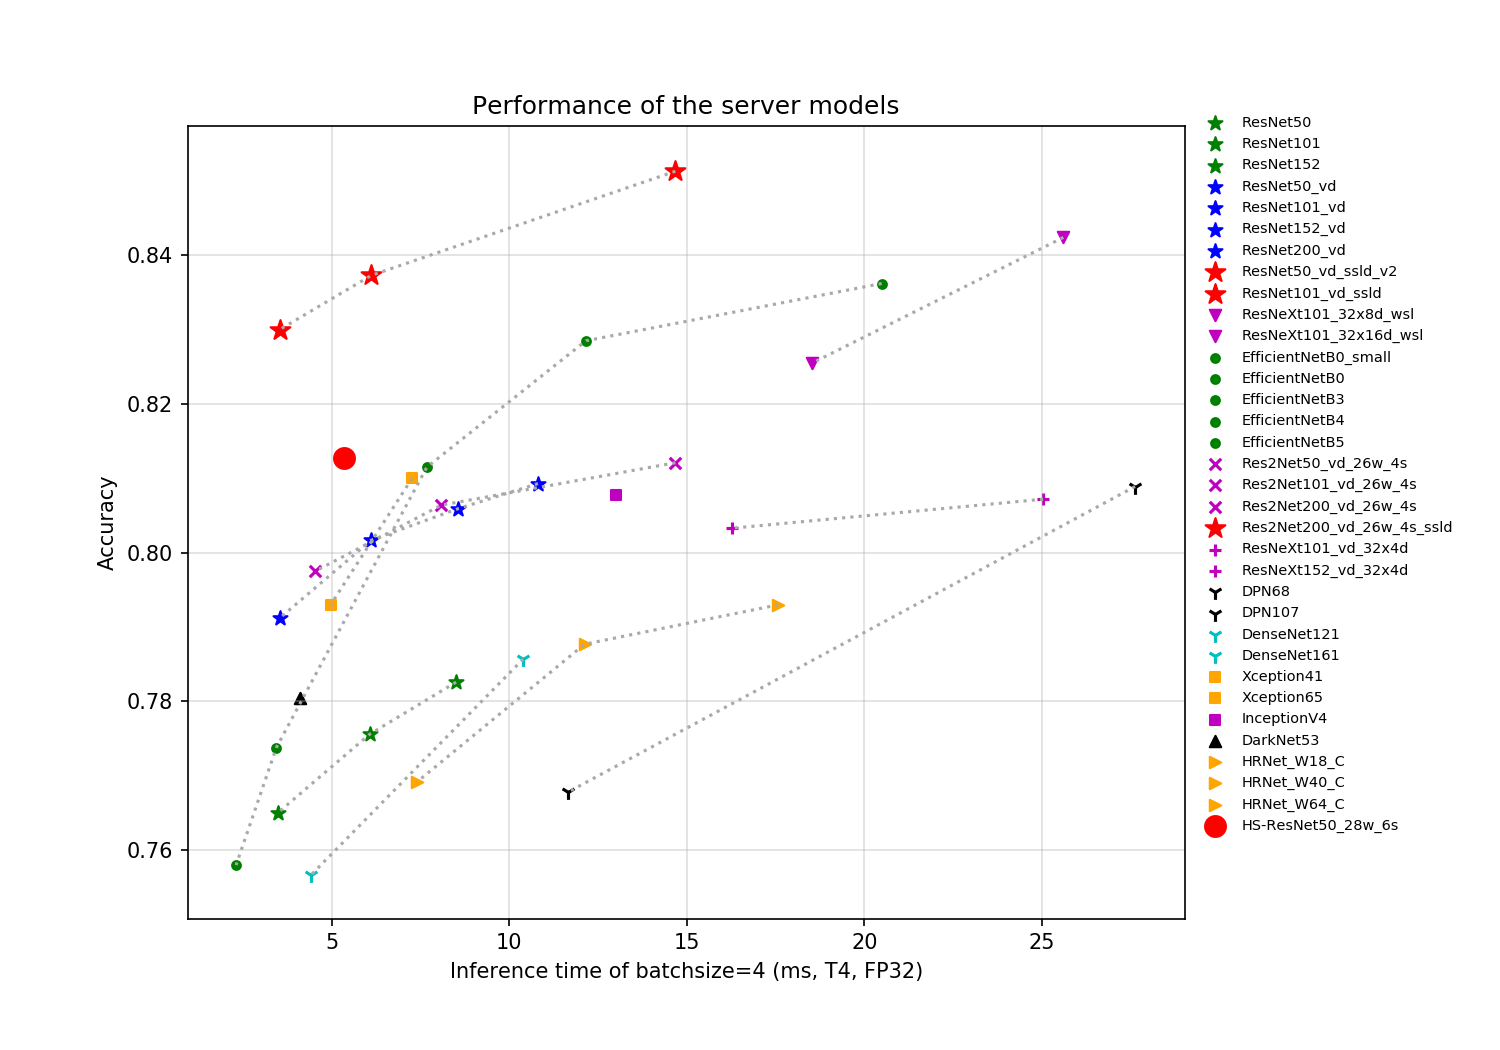 Performance of the server models
0.84
0.82
0.80
0.78
0.76
Accuracy
5 10 15 20 25
Inference time of batchsize=4 (ms, T4, FP32)
ResNet50
ResNet101
ResNet152
ResNet50_vd
ResNet101_vd
ResNet152_vd
ResNet200_vd
ResNet50_vd_ssld_v2
ResNet101_vd_ssld
ResNeXt101_32x8d_wsl
ResNeXt101_32x16d_wsl
EfficientNetB0_small
EfficientNetB0
EfficientNetB3
EfficientNetB4
EfficientNetB5
Res2Net50_vd_26w_4s
Res2Net101_vd_26w_4s
Res2Net200_vd_26w_4s
Res2Net200_vd_26w_4s_ssld
ResNeXt101_vd_32x4d
ResNeXt152_vd_32x4d
DPN68
DPN107
DenseNet121
DenseNet161
Xception41
Xception65
InceptionV4
DarkNet53
HRNet_W18_C
HRNet_W40_C
HRNet_W64_C
HS-ResNet50_28w_6s